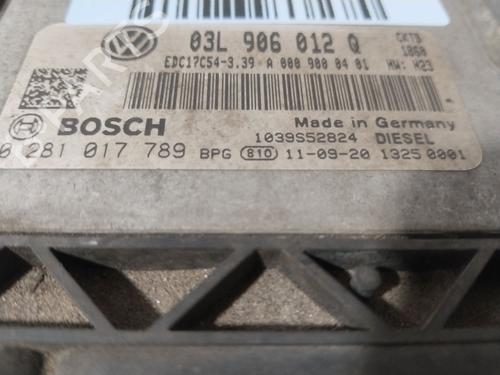 03L 906 012 Q
CKTB
1860
EDC17C54-3.39 A 000 900 04 01 HW: H23
BOSCH
Made in Germany
1039S52824 DIESEL
0 281 017 789 BPG 810 11-09-20 1325 0001